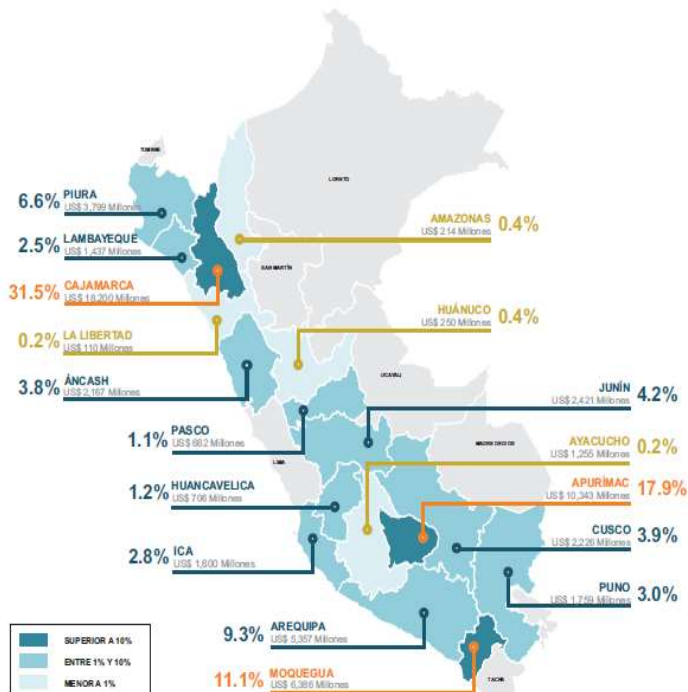 TUMBES
LORETO
6.6% PIURA
US$ 3,799 Millones
AMAZONAS 0.4%
US$ 214 Millones
2.5% LAMBAYEQUE
US$ 1,437 Millones
SAN MARTÍN
31.5% CAJAMARCA
US$ 18,200 Millones
HUÁNUCO 0.4%
US$ 250 Millones
0.2% LA LIBERTAD
US$ 110 Millones
UCAYALI
3.8% ÁNCASH
US$ 2,167 Millones
JUNÍN 4.2%
US$ 2,421 Millones
1.1% PASCO
US$ 682 Millones
MADRE DE DIOS
AYACUCHO 0.2%
US$ 1,255 Millones
LIMA
1.2% HUANCAVELICA
US$ 706 Millones
APURÍMAC 17.9%
US$ 10,343 Millones
2.8% ICA
US$ 1,600 Millones
CUSCO 3.9%
US$ 2,226 Millones
PUNO 3.0%
US$ 1,759 Millones
9.3% AREQUIPA
US$ 5,357 Millones
11.1% MOQUEGUA
US$ 6,386 Millones
TACNA
SUPERIOR A 10%
ENTRE 1% Y 10%
MENOR A 1%